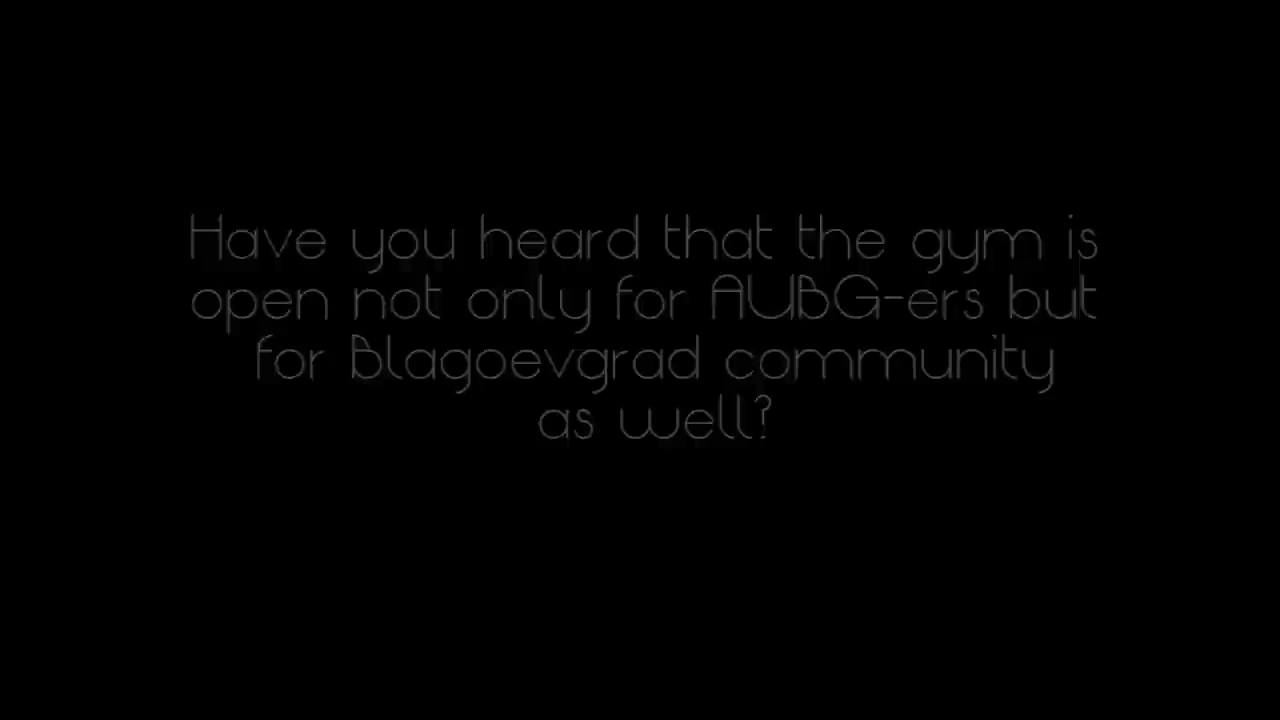 Have you heard that the gym is
open not only for AUBG-ers but
for Blagoevgrad community
as well?